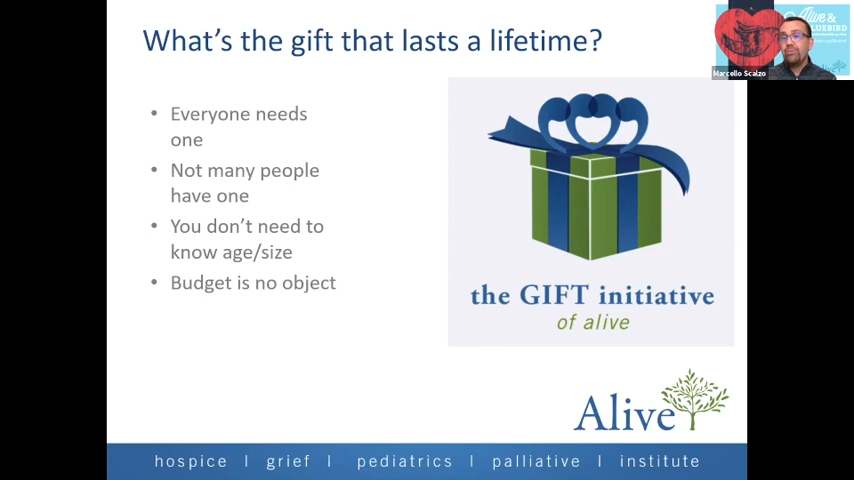 What's the gift that lasts a lifetime?
• Everyone needs
one
• Not many people
have one
• You don't need to
know age/size
• Budget is no object
the GIFT initiative
of alive
Alive
hospice | grief | pediatrics | palliative | institute
Alive &
LUEBIRD
Marcello Scalzo